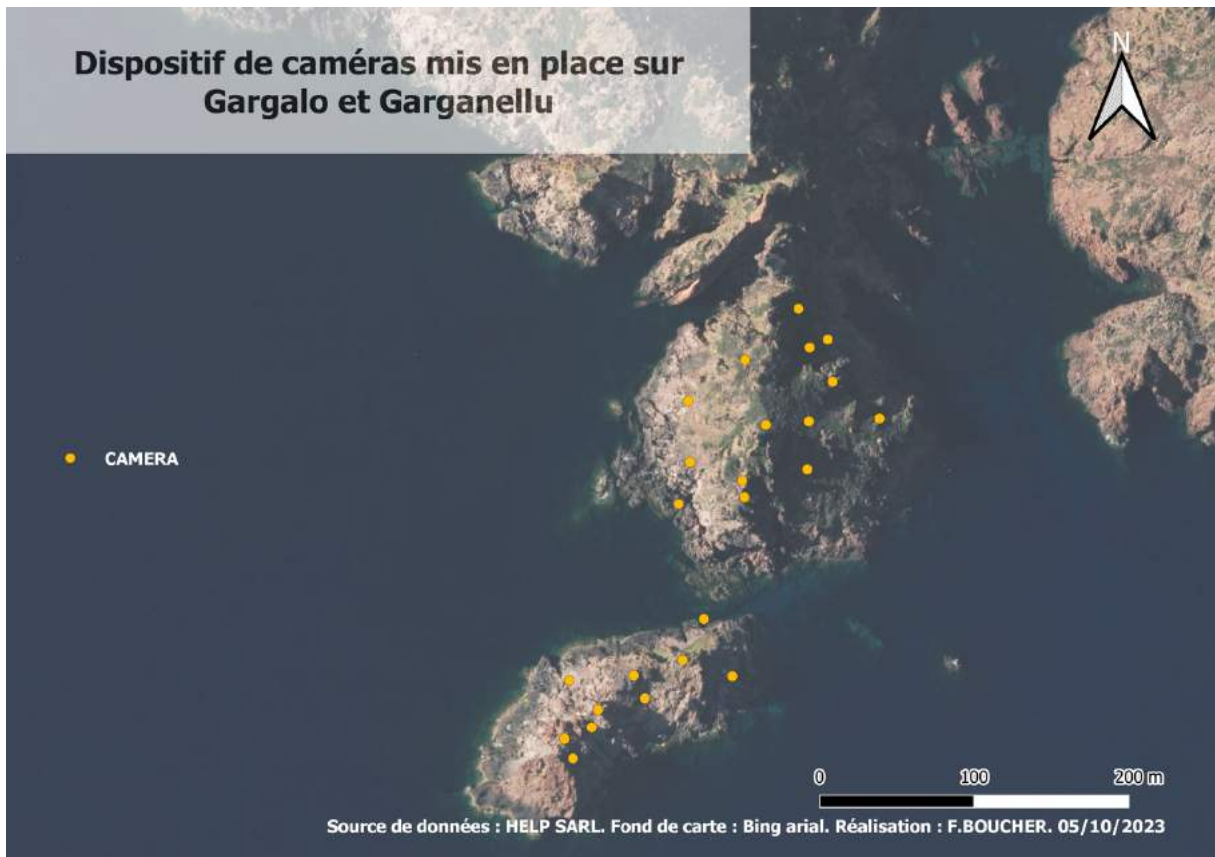 Dispositif de caméras mis en place sur
Gargalo et Garganellu
N
CAMERA
0 100 200 m
Source de données : HELP SARL. Fond de carte : Bing arial. Réalisation : F.BOUCHER. 05/10/2023